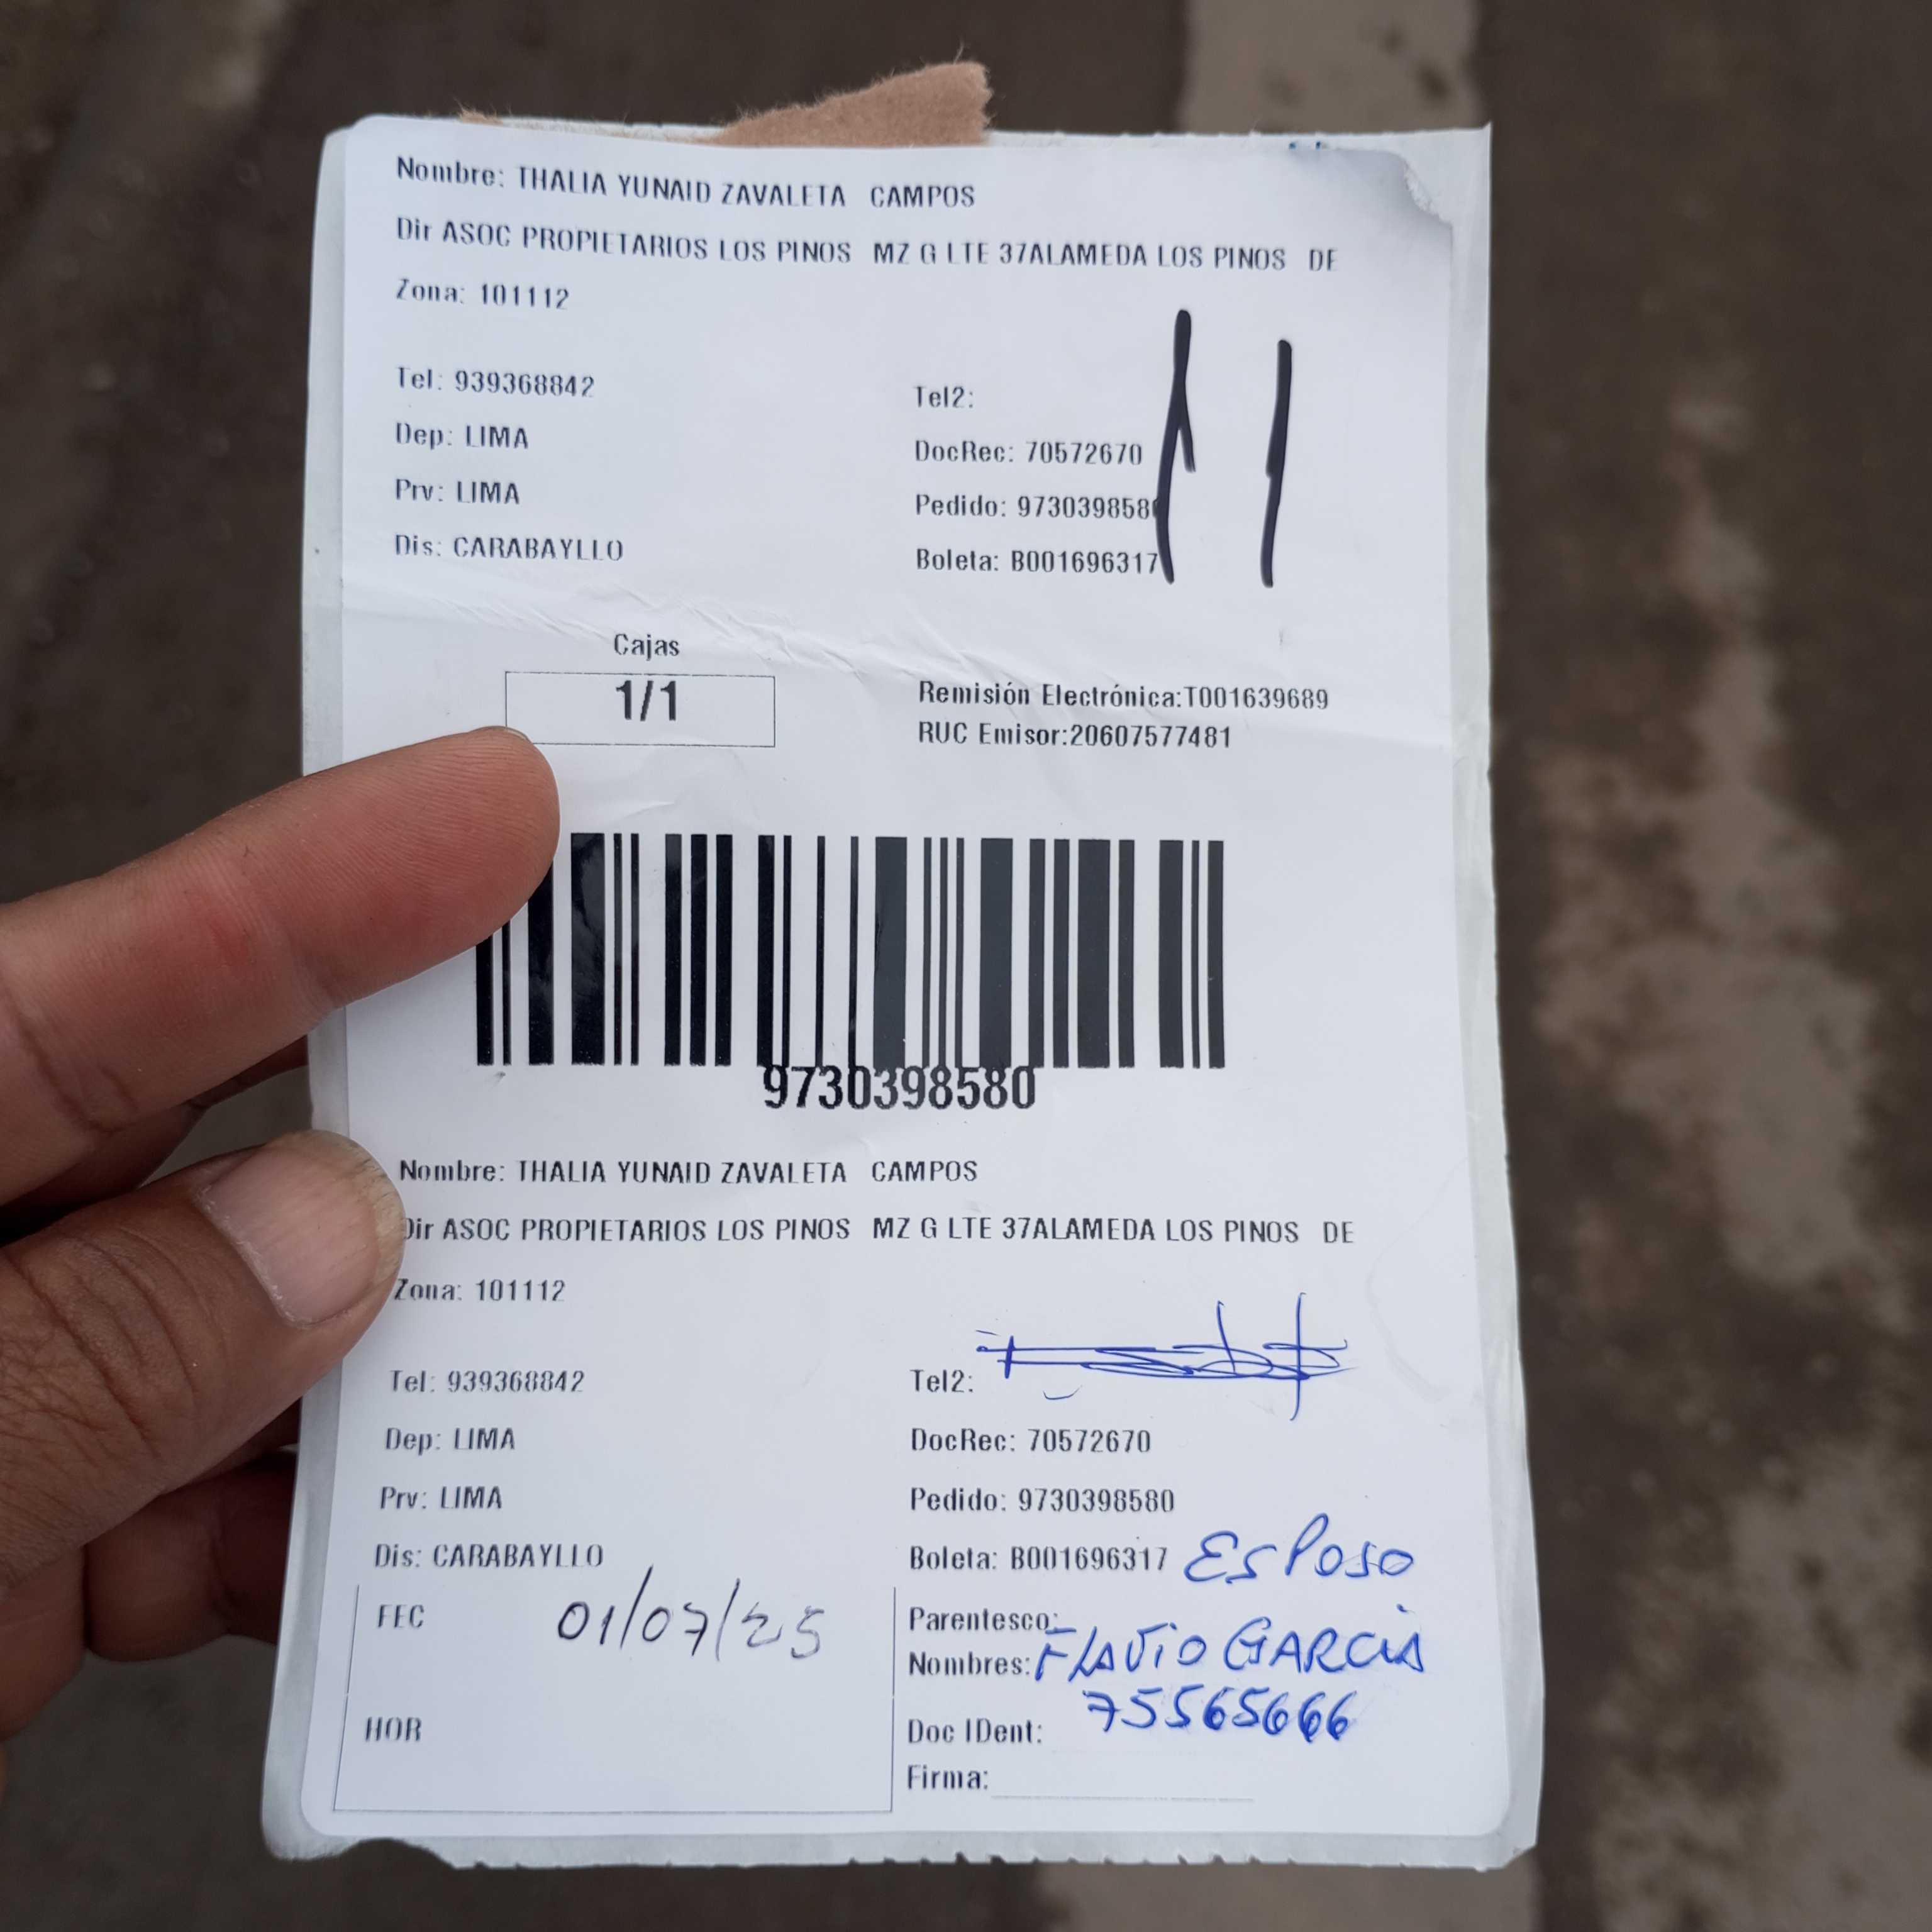 Nombre: THALIA YUNAID ZAVALETA CAMPOS
Dir ASOC PROPIETARIOS LOS PINOS MZ G LTE 37ALAMEDA LOS PINOS DE
Zona: 101112
11
Tel: 939368842
Tel2:
Dep: LIMA
DocRec: 70572670
Prv: LIMA
Pedido: 9730398580
Dis: CARABAYLLO
Boleta: B001696317
Cajas
1/1
Remisión Electrónica:T001639689
RUC Emisor:20607577481
9730398580
Nombre: THALIA YUNAID ZAVALETA CAMPOS
Dir ASOC PROPIETARIOS LOS PINOS MZ G LTE 37ALAMEDA LOS PINOS DE
Zona: 101112
Tel: 939368842
Tel2:
Dep: LIMA
DocRec: 70572670
Prv: LIMA
Pedido: 9730398580
Dis: CARABAYLLO
Boleta: B001696317
FEC 01/07/25
Parentesco: Esposo
Nombres: FLAVIO GARCIA
HOR
Doc IDent: 75565666
Firma: